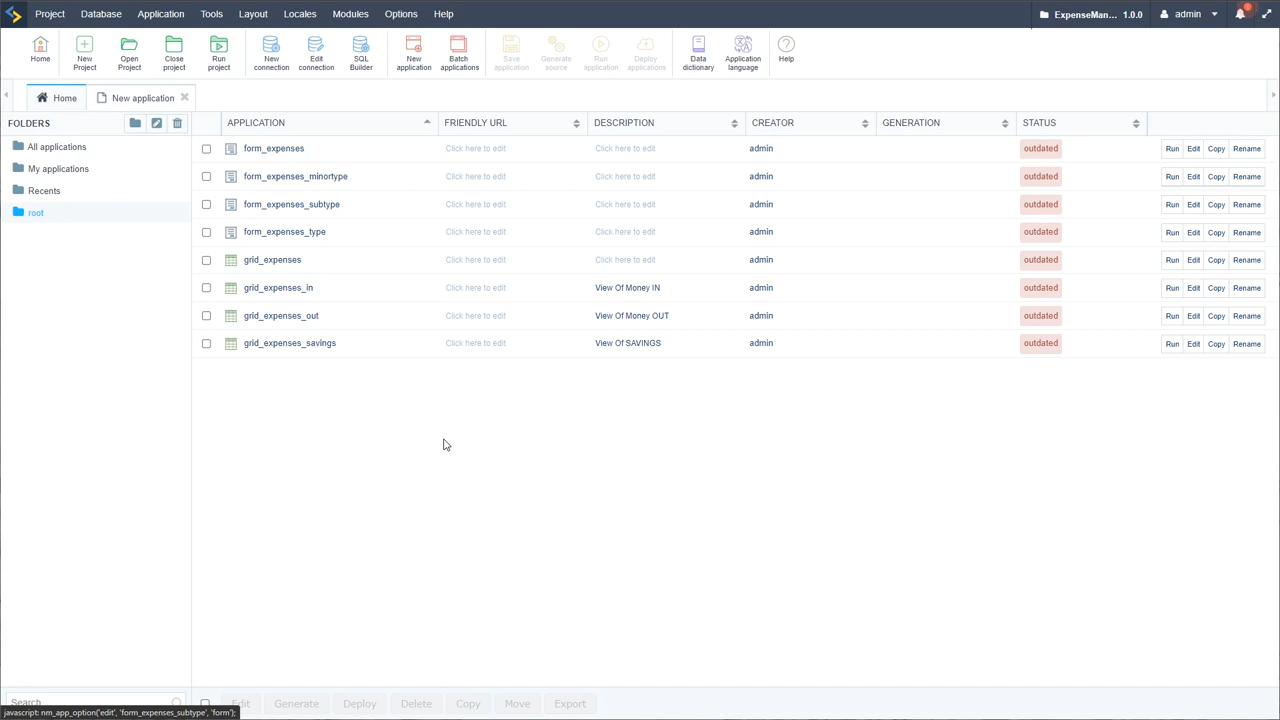 Project Database Application Tools Layout Locales Modules Options Help ExpenseMan... 1.0.0 admin
Home New Project Open Project Close project Run project New connection Edit connection SQL Builder New application Batch applications Save application Generate source Run application Deploy applications Data dictionary Application language Help
Home New application
FOLDERS
All applications
My applications
Recents
root
APPLICATION FRIENDLY URL DESCRIPTION CREATOR GENERATION STATUS
form_expenses Click here to edit Click here to edit admin outdated Run Edit Copy Rename
form_expenses_minortype Click here to edit Click here to edit admin outdated Run Edit Copy Rename
form_expenses_subtype Click here to edit Click here to edit admin outdated Run Edit Copy Rename
form_expenses_type Click here to edit Click here to edit admin outdated Run Edit Copy Rename
grid_expenses Click here to edit Click here to edit admin outdated Run Edit Copy Rename
grid_expenses_in Click here to edit View Of Money IN admin outdated Run Edit Copy Rename
grid_expenses_out Click here to edit View Of Money OUT admin outdated Run Edit Copy Rename
grid_expenses_savings Click here to edit View Of SAVINGS admin outdated Run Edit Copy Rename
Search Edit Generate Deploy Delete Copy Move Export
javascript: nm_app_option('edit', 'form_expenses_subtype', 'form');